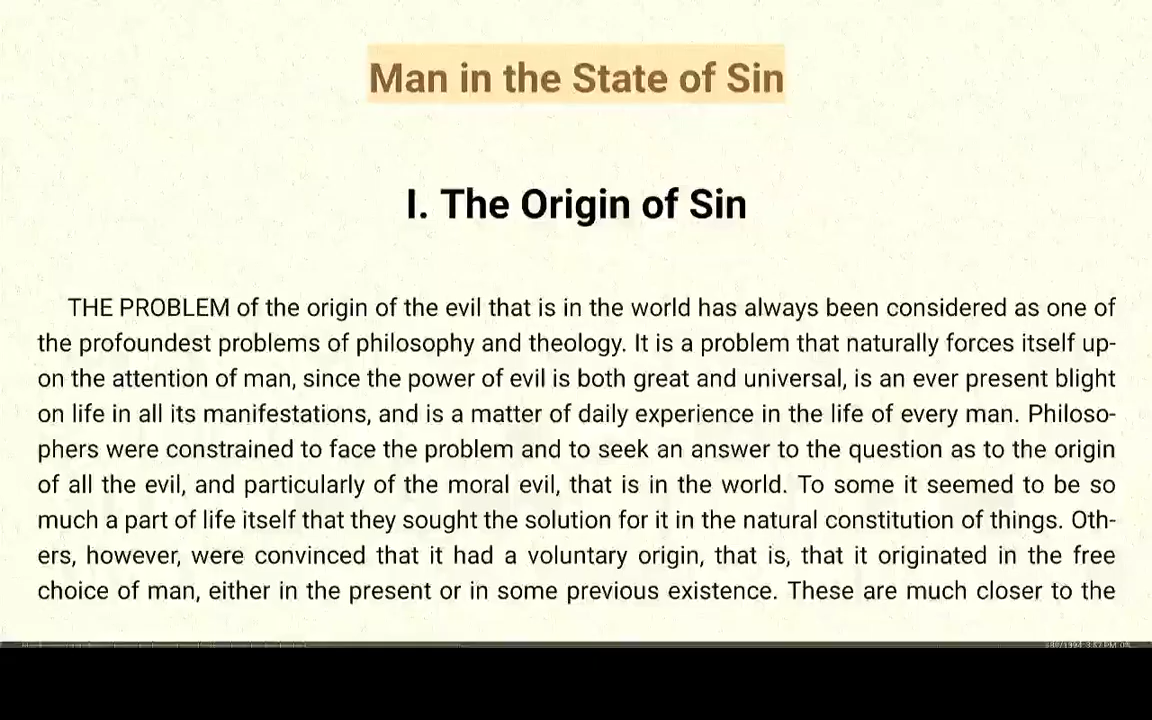 Man in the State of Sin
I. The Origin of Sin
THE PROBLEM of the origin of the evil that is in the world has always been considered as one of
the profoundest problems of philosophy and theology. It is a problem that naturally forces itself up-
on the attention of man, since the power of evil is both great and universal, is an ever present blight
on life in all its manifestations, and is a matter of daily experience in the life of every man. Philoso-
phers were constrained to face the problem and to seek an answer to the question as to the origin
of all the evil, and particularly of the moral evil, that is in the world. To some it seemed to be so
much a part of life itself that they sought the solution for it in the natural constitution of things. Oth-
ers, however, were convinced that it had a voluntary origin, that is, that it originated in the free
choice of man, either in the present or in some previous existence. These are much closer to the